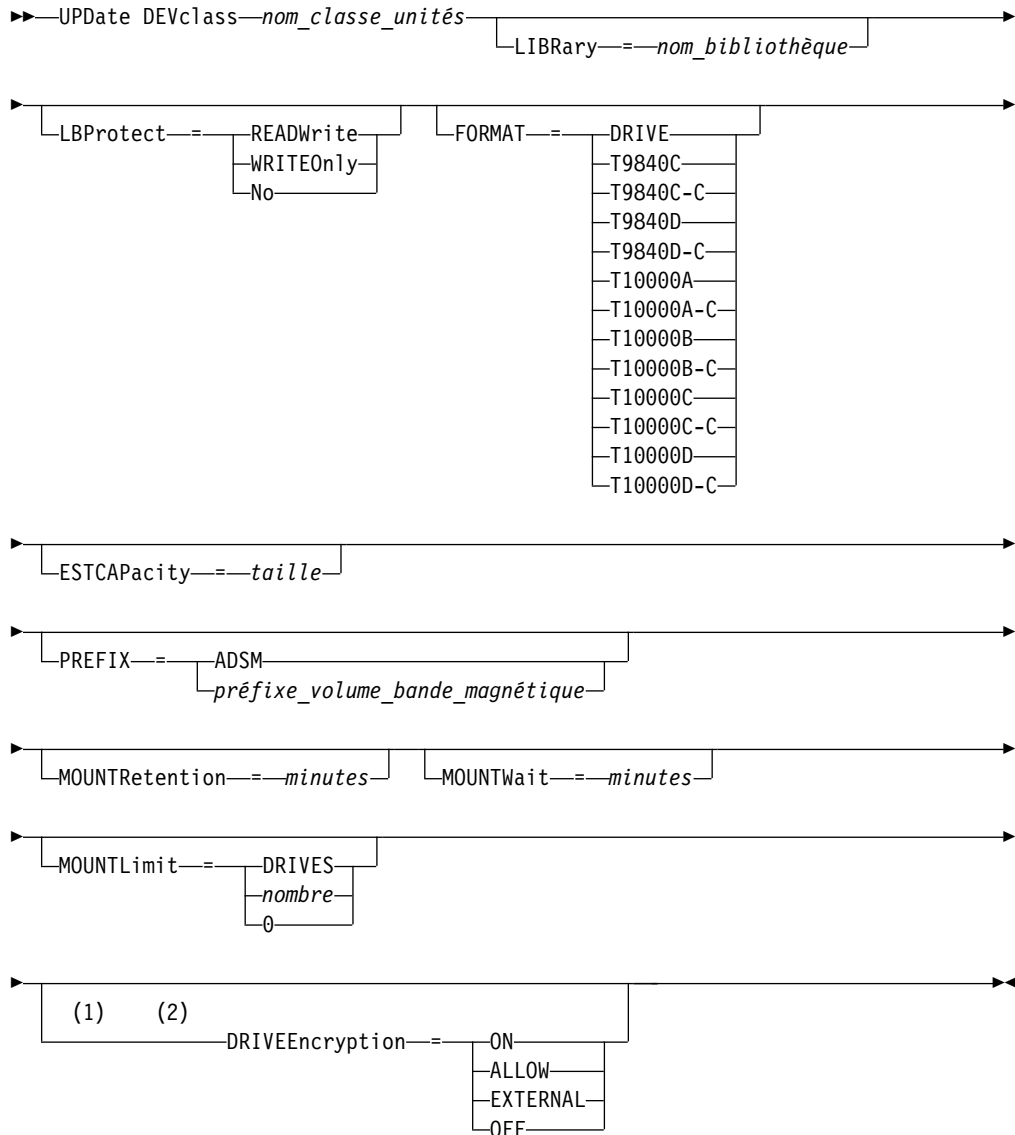 UPDate DEVclass nom_classe_unités
LIBRary = nom_bibliothèque
LBProtect = READWrite
WRITEOnly
No
FORMAT = DRIVE
T9840C
T9840C-C
T9840D
T9840D-C
T10000A
T10000A-C
T10000B
T10000B-C
T10000C
T10000C-C
T10000D
T10000D-C
ESTCAPacity = taille
PREFIX = ADSM
préfixe_volume_bande_magnétique
MOUNTRetention = minutes
MOUNTWait = minutes
MOUNTLimit = DRIVES
nombre
0
(1) (2)
DRIVEEncryption = ON
ALLOW
EXTERNAL
OFF